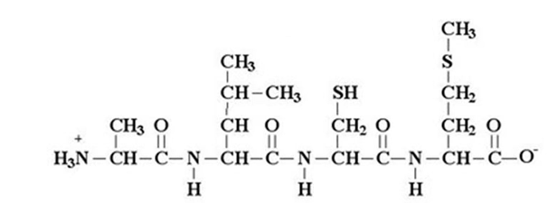 CH₃
CH₃ S
CH–CH₃ SH CH₂
CH₃ O CH O CH₂ O CH₂ O
H₃N⁺–CH–C–N–CH–C–N–CH–C–N–CH–C–O⁻
H H H